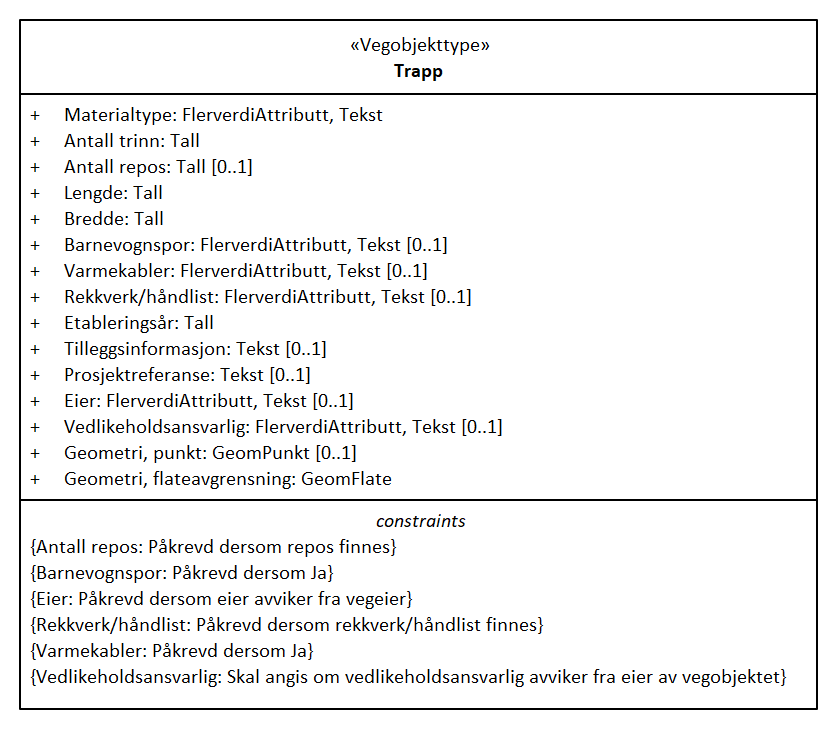 «Vegobjekttype»
Trapp
+ Materialtype: FlerverdiAttributt, Tekst
+ Antall trinn: Tall
+ Antall repos: Tall [0..1]
+ Lengde: Tall
+ Bredde: Tall
+ Barnevognspor: FlerverdiAttributt, Tekst [0..1]
+ Varmekabler: FlerverdiAttributt, Tekst [0..1]
+ Rekkverk/håndlist: FlerverdiAttributt, Tekst [0..1]
+ Etableringsår: Tall
+ Tilleggsinformasjon: Tekst [0..1]
+ Prosjektreferanse: Tekst [0..1]
+ Eier: FlerverdiAttributt, Tekst [0..1]
+ Vedlikeholdsansvarlig: FlerverdiAttributt, Tekst [0..1]
+ Geometri, punkt: GeomPunkt [0..1]
+ Geometri, flateavgrensning: GeomFlate
constraints
{Antall repos: Påkrevd dersom repos finnes}
{Barnevognspor: Påkrevd dersom Ja}
{Eier: Påkrevd dersom eier avviker fra vegeier}
{Rekkverk/håndlist: Påkrevd dersom rekkverk/håndlist finnes}
{Varmekabler: Påkrevd dersom Ja}
{Vedlikeholdsansvarlig: Skal angis om vedlikeholdsansvarlig avviker fra eier av vegobjektet}